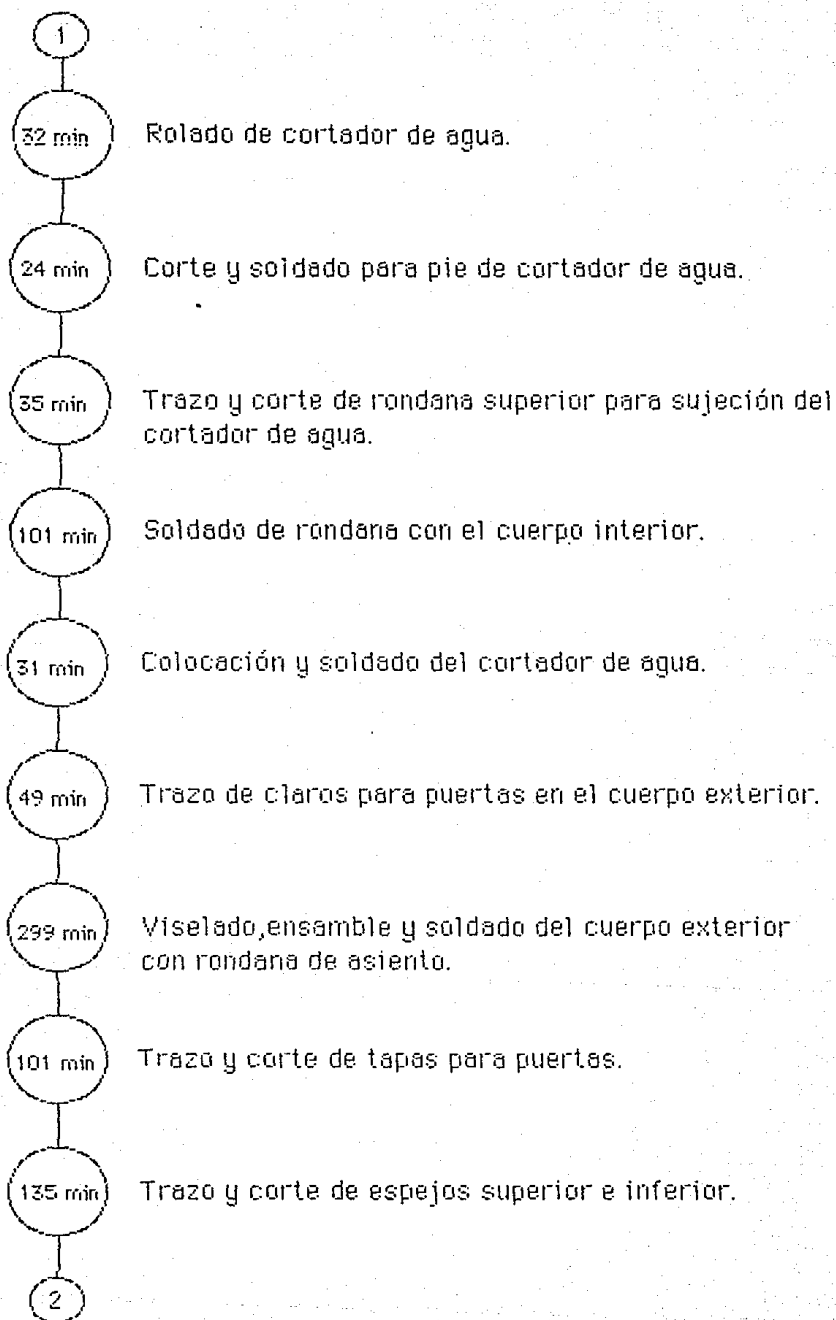 1
32 min Rolado de cortador de agua.
24 min Corte y soldado para pie de cortador de agua.
35 min Trazo y corte de rondana superior para sujeción del
cortador de agua.
101 min Soldado de rondana con el cuerpo interior.
31 min Colocación y soldado del cortador de agua.
49 min Trazo de claros para puertas en el cuerpo exterior.
299 min Viselado,ensamble y soldado del cuerpo exterior
con rondana de asiento.
101 min Trazo y corte de tapas para puertas.
135 min Trazo y corte de espejos superior e inferior.
2